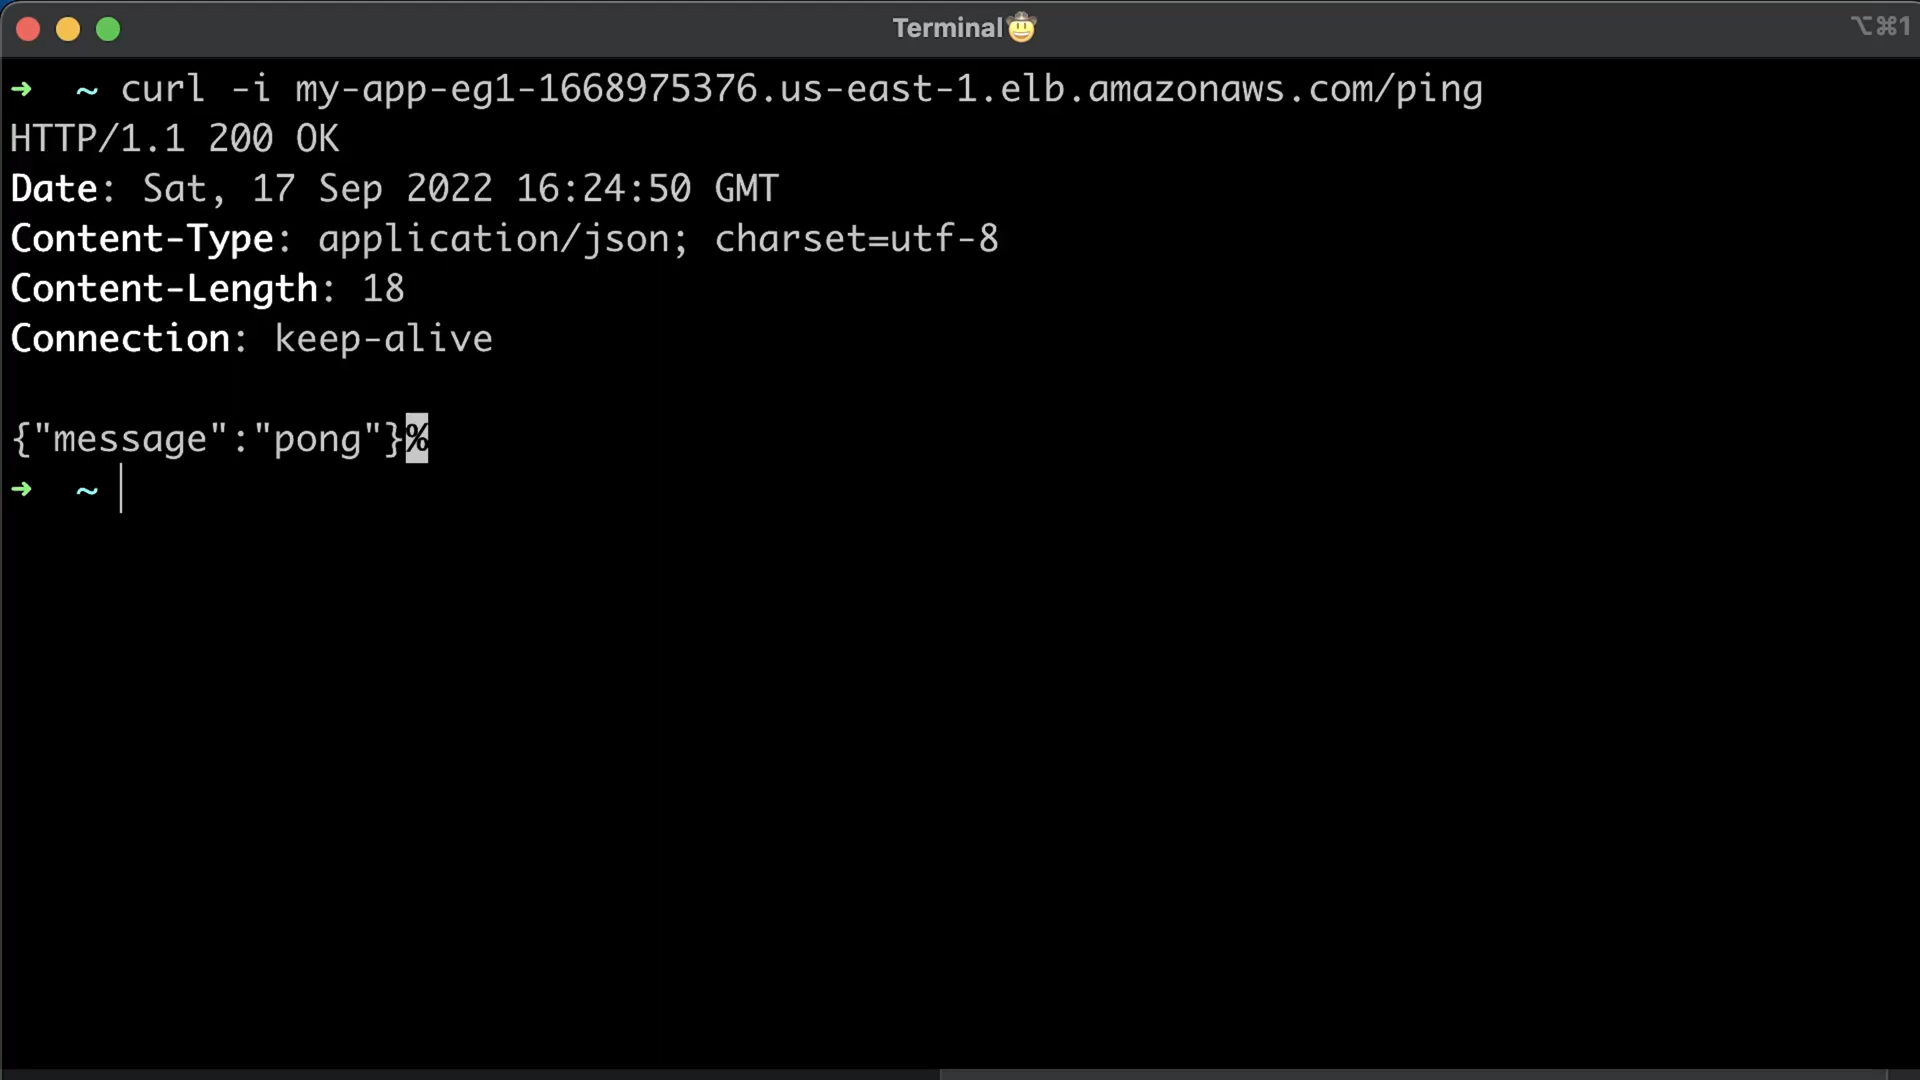 Terminal🤠
⌥⌘1
➜ ~ curl -i my-app-eg1-1668975376.us-east-1.elb.amazonaws.com/ping
HTTP/1.1 200 OK
Date: Sat, 17 Sep 2022 16:24:50 GMT
Content-Type: application/json; charset=utf-8
Content-Length: 18
Connection: keep-alive
{"message":"pong"}%
➜ ~